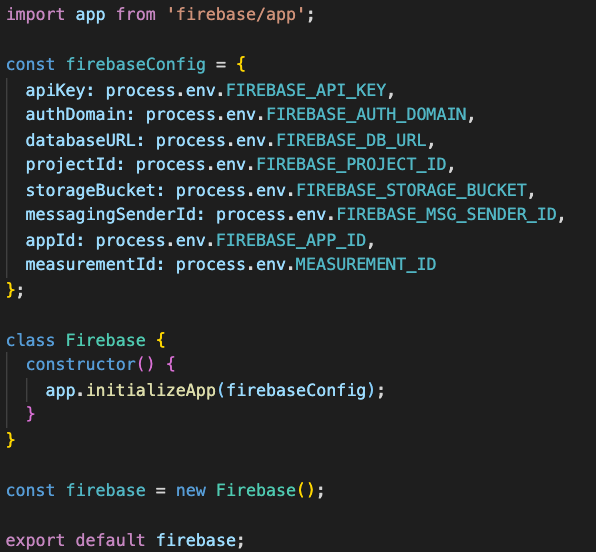 import app from 'firebase/app';
const firebaseConfig = {
apiKey: process.env.FIREBASE_API_KEY,
authDomain: process.env.FIREBASE_AUTH_DOMAIN,
databaseURL: process.env.FIREBASE_DB_URL,
projectId: process.env.FIREBASE_PROJECT_ID,
storageBucket: process.env.FIREBASE_STORAGE_BUCKET,
messagingSenderId: process.env.FIREBASE_MSG_SENDER_ID,
appId: process.env.FIREBASE_APP_ID,
measurementId: process.env.MEASUREMENT_ID
};
class Firebase {
constructor() {
app.initializeApp(firebaseConfig);
}
}
const firebase = new Firebase();
export default firebase;